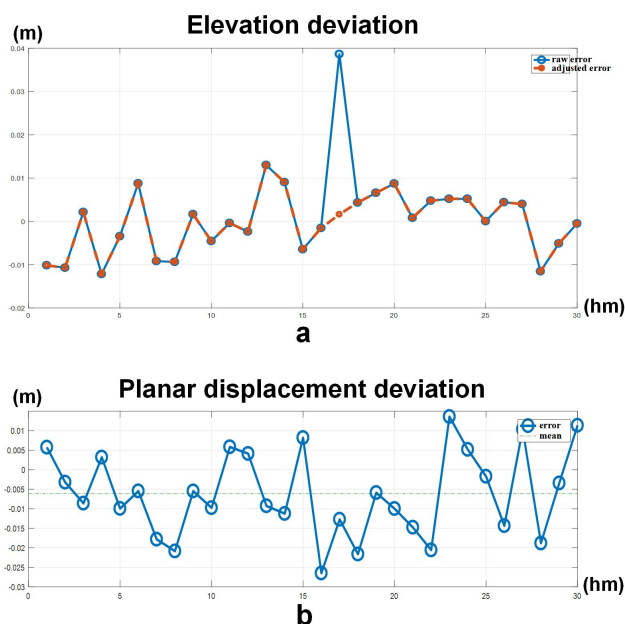 Elevation deviation
(m)
raw error
adjusted error
0.04
0.03
0.02
0.01
0
-0.01
-0.02
0 5 10 15 20 25 30
(hm)
a
Planar displacement deviation
(m)
error
mean
0.01
0.005
0
-0.005
-0.01
-0.015
-0.02
-0.025
-0.03
0 5 10 15 20 25 30
(hm)
b